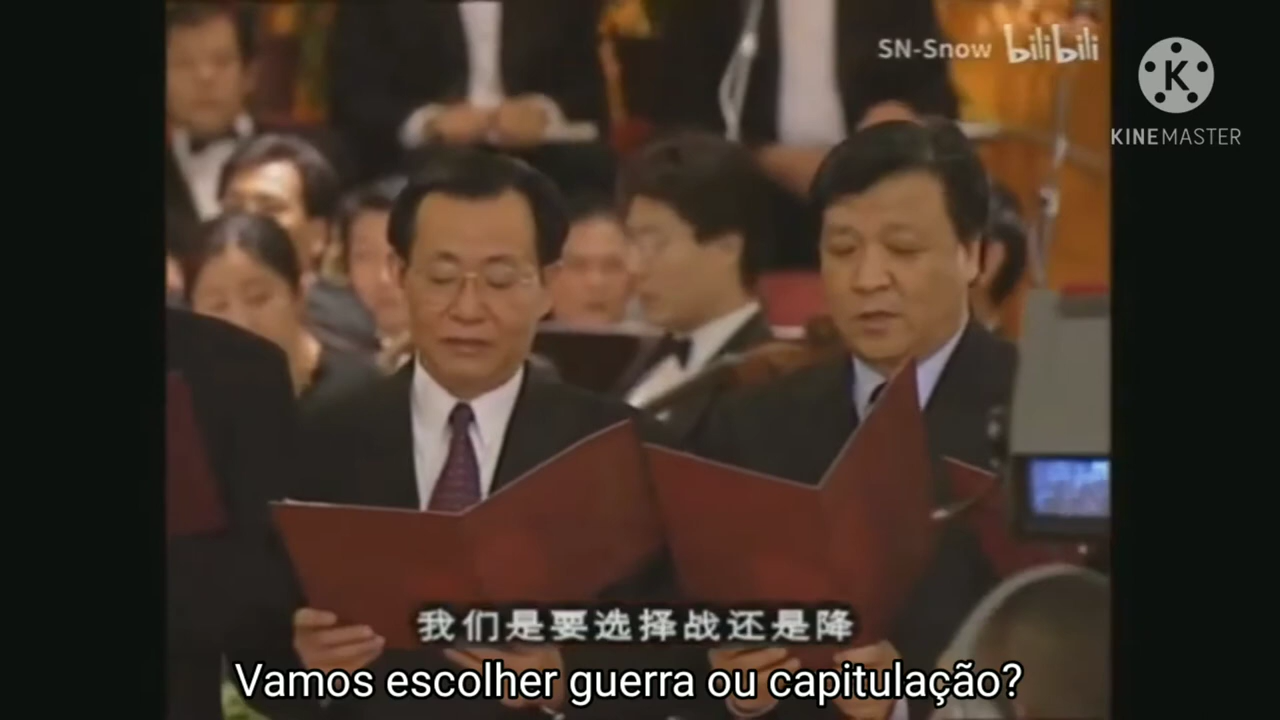 SN-Snow bilibili
K
KINEMASTER
我们是要选择战还是降
Vamos escolher guerra ou capitulação?